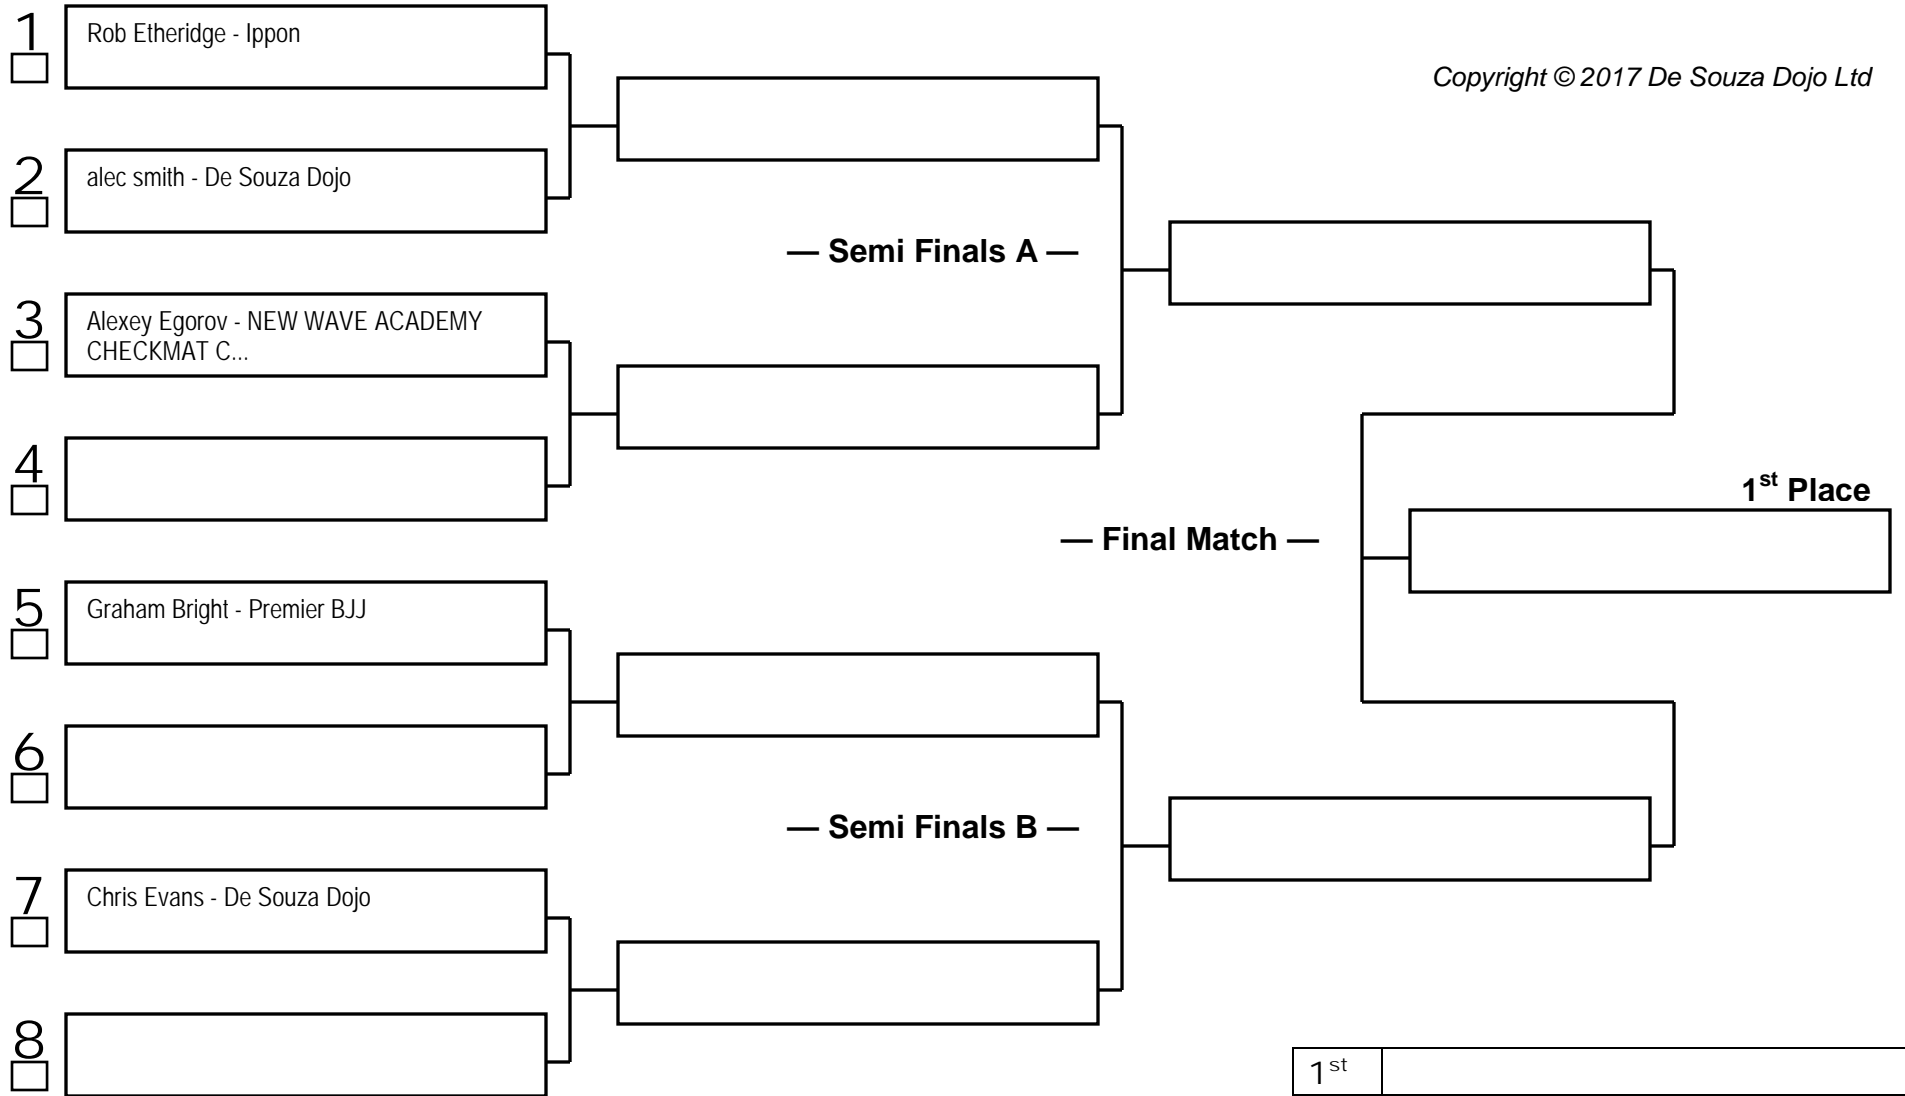 1
Rob Etheridge - Ippon
Copyright © 2017 De Souza Dojo Ltd
2
alec smith - De Souza Dojo
— Semi Finals A —
3
Alexey Egorov - NEW WAVE ACADEMY
CHECKMAT C...
4
1st Place
— Final Match —
5
Graham Bright - Premier BJJ
6
— Semi Finals B —
7
Chris Evans - De Souza Dojo
8
1st